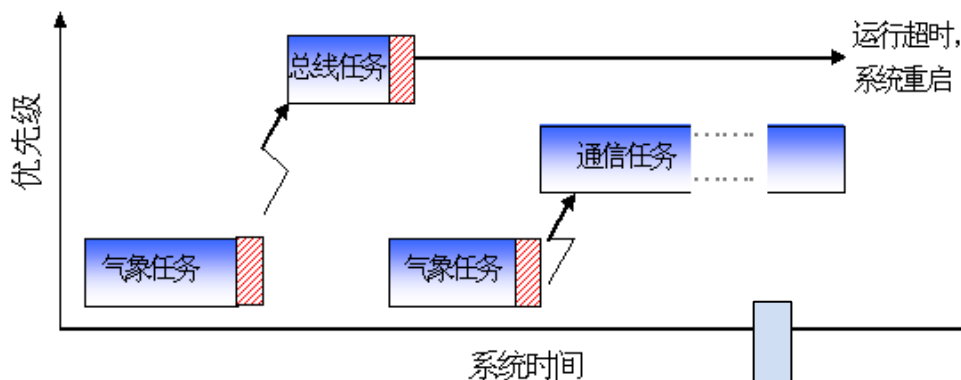 总线任务
运行超时，
系统重启
优先级
通信任务
气象任务
气象任务
系统时间